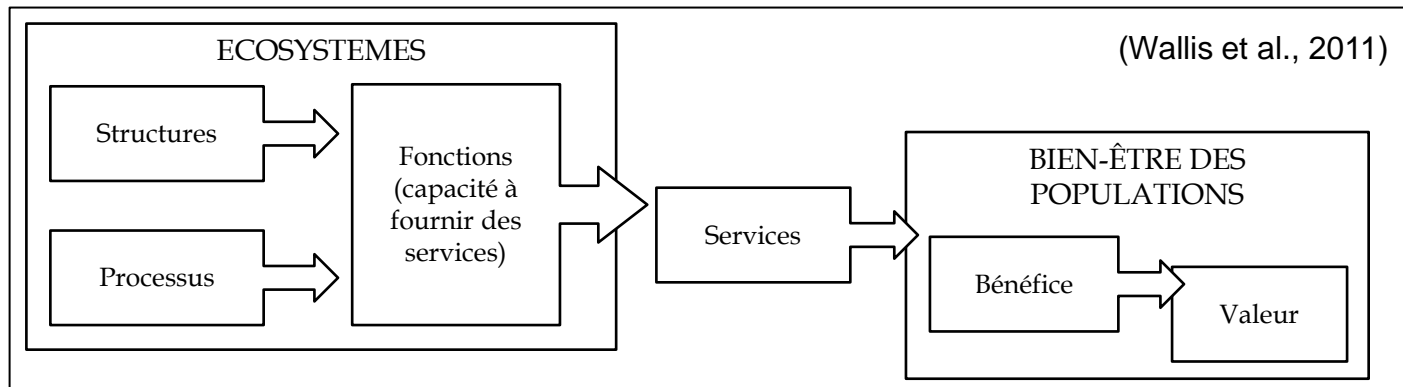 ECOSYSTEMES
(Wallis et al., 2011)
Structures
Fonctions
(capacité à
fournir des
services)
Processus
Services
BIEN-ÊTRE DES
POPULATIONS
Bénéfice
Valeur